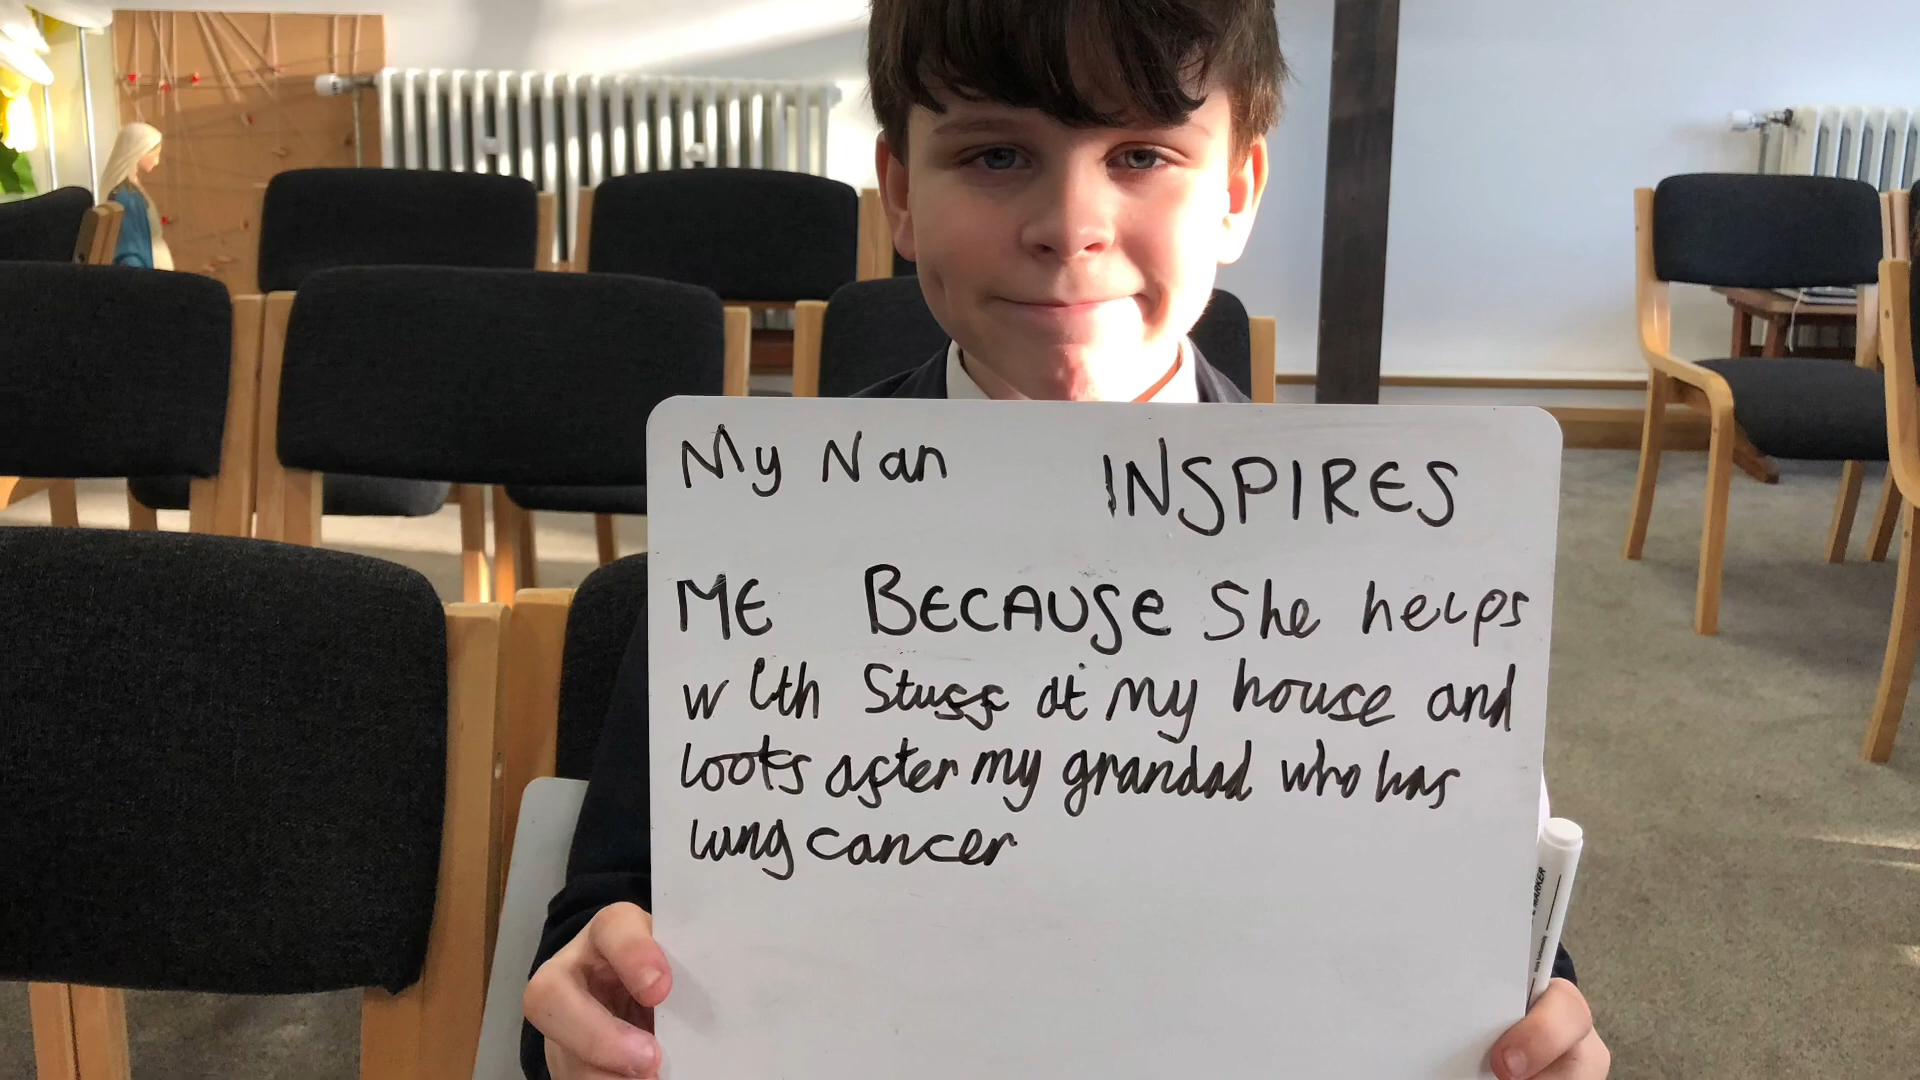 My Nan INSPIRES
ME BECAUSE She helps
with Stuff at my house and
looks after my grandad who has
lung cancer
MARKER